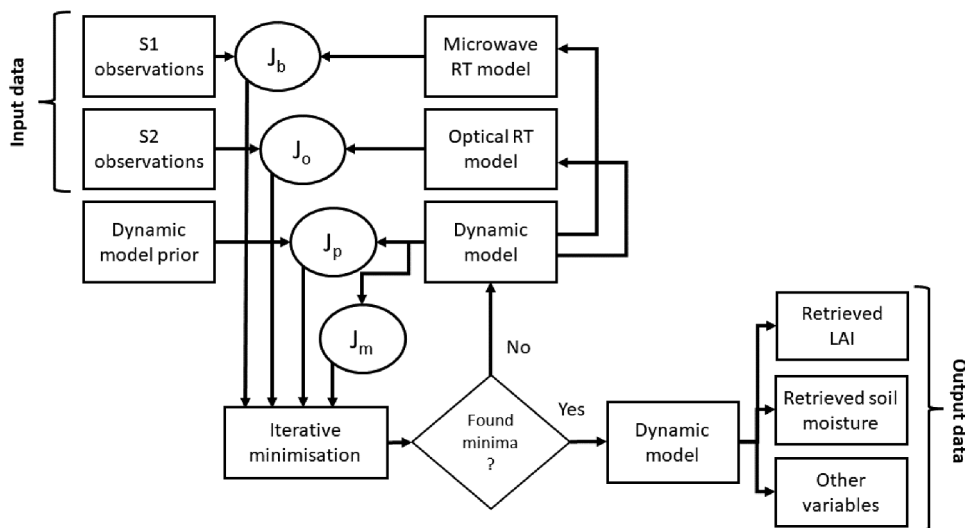 Input data
S1
observations
J_b
Microwave
RT model
S2
observations
J_o
Optical RT
model
Dynamic
model prior
J_p
Dynamic
model
J_m
No
Iterative
minimisation
Found
minima
?
Yes
Dynamic
model
Retrieved
LAI
Retrieved soil
moisture
Other
variables
Output data